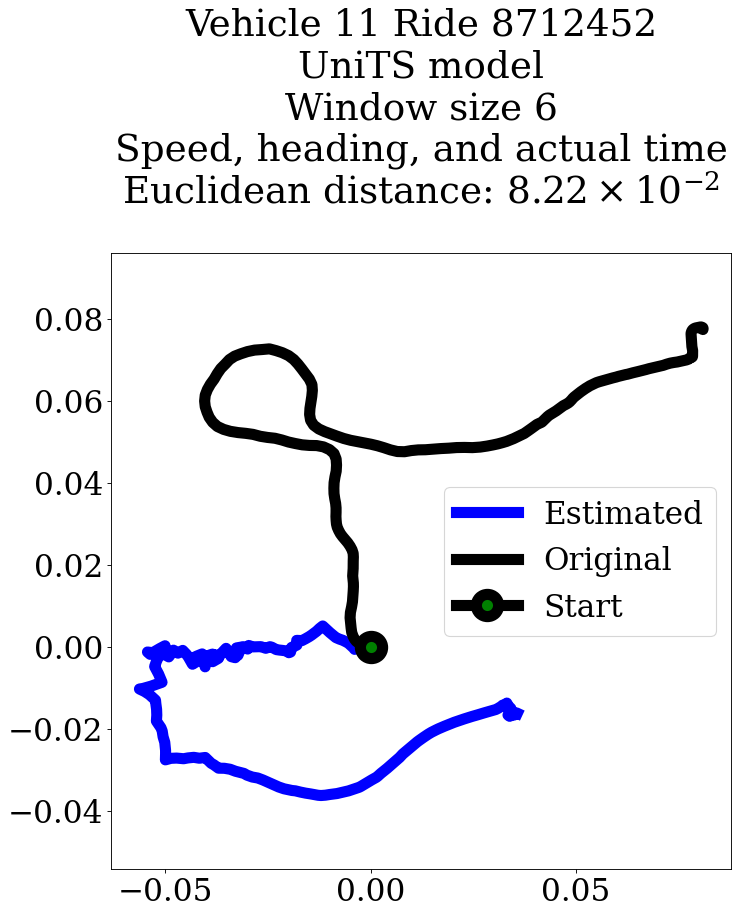 Vehicle 11 Ride 8712452
UniTS model
Window size 6
Speed, heading, and actual time
Euclidean distance: 8.22 × 10⁻²
0.08
0.06
0.04
0.02
0.00
−0.02
−0.04
Estimated
Original
Start
−0.05 0.00 0.05